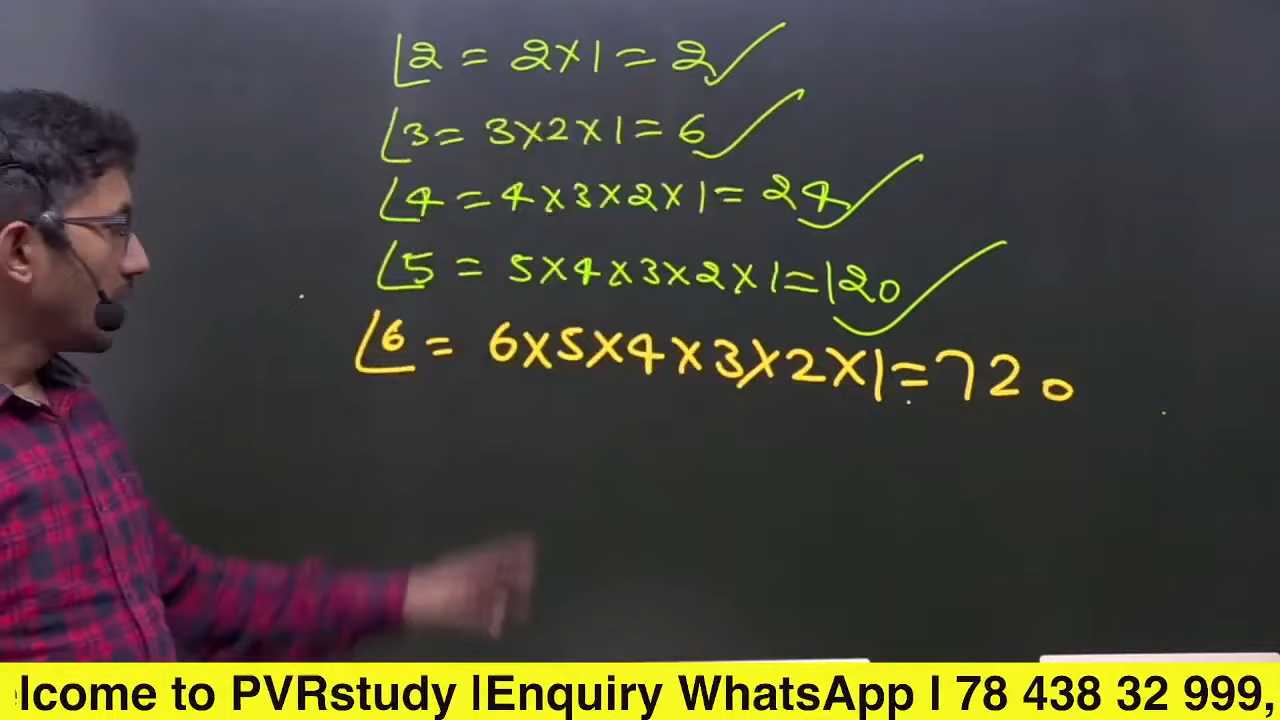 ⌊2 = 2×1 = 2 ✓
⌊3 = 3×2×1 = 6 ✓
⌊4 = 4×3×2×1 = 24 ✓
⌊5 = 5×4×3×2×1 = 120 ✓
⌊6 = 6×5×4×3×2×1 = 720
lcome to PVRstudy |Enquiry WhatsApp | 78 438 32 999,